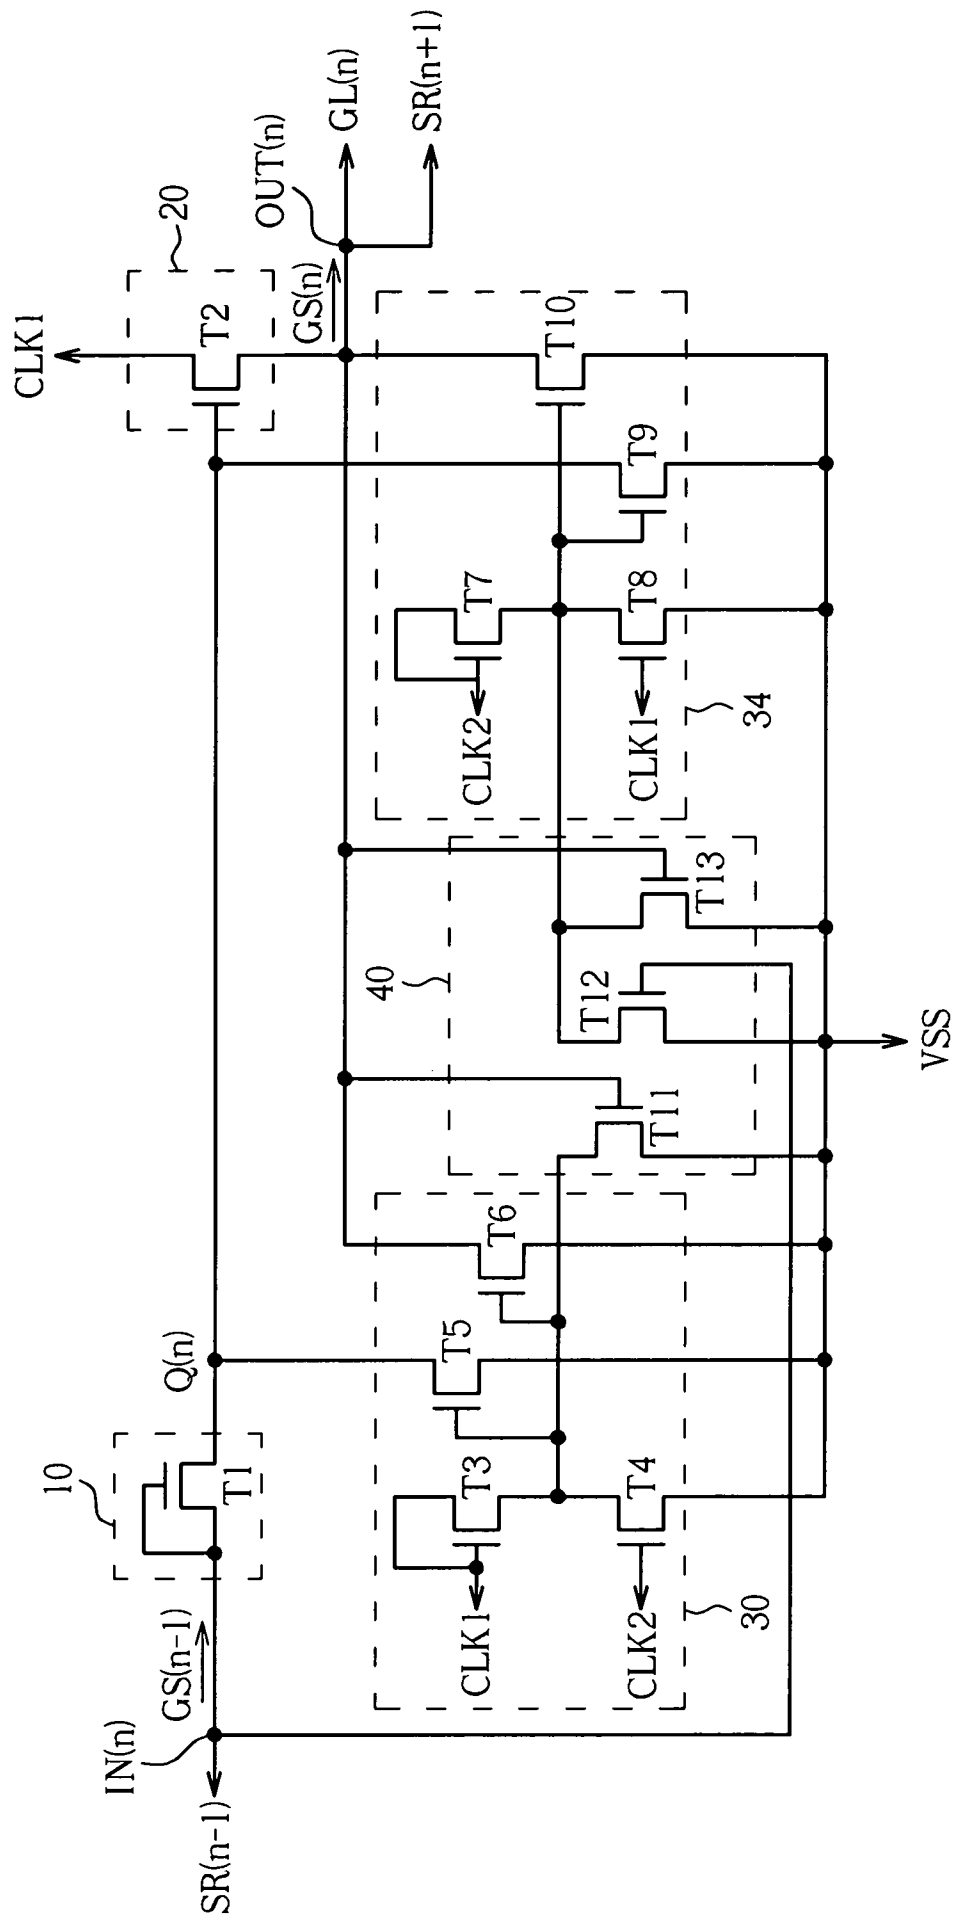 CLK1
20
T2
GS(n)
OUT(n)
GL(n)
SR(n+1)
T10
T9
T7
CLK2
T8
CLK1
34
40
T13
T12
T11
VSS
Q(n)
10
T1
T6
T5
T3
CLK1
T4
CLK2
30
GS(n-1)
IN(n)
SR(n-1)